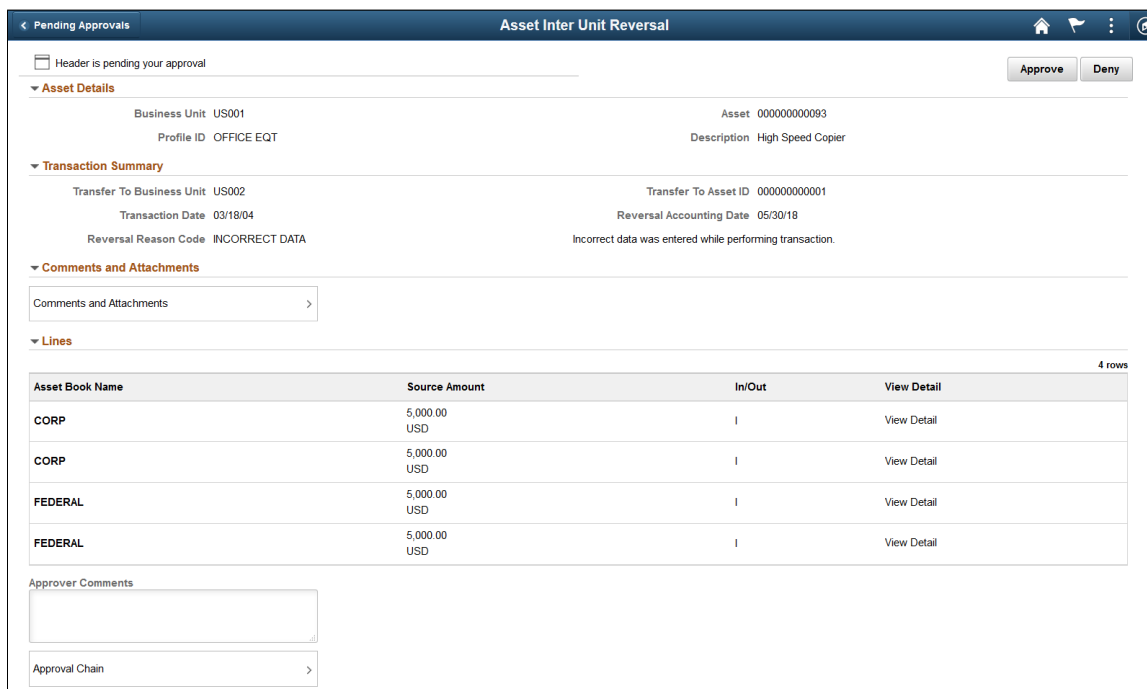 Pending Approvals
Asset Inter Unit Reversal
Header is pending your approval
Approve Deny
Asset Details
Business Unit US001 Asset 000000000093
Profile ID OFFICE EQT Description High Speed Copier
Transaction Summary
Transfer To Business Unit US002 Transfer To Asset ID 000000000001
Transaction Date 03/18/04 Reversal Accounting Date 05/30/18
Reversal Reason Code INCORRECT DATA Incorrect data was entered while performing transaction.
Comments and Attachments
Comments and Attachments
Lines
4 rows
Asset Book Name Source Amount In/Out View Detail
CORP 5,000.00 USD I View Detail
CORP 5,000.00 USD I View Detail
FEDERAL 5,000.00 USD I View Detail
FEDERAL 5,000.00 USD I View Detail
Approver Comments
Approval Chain